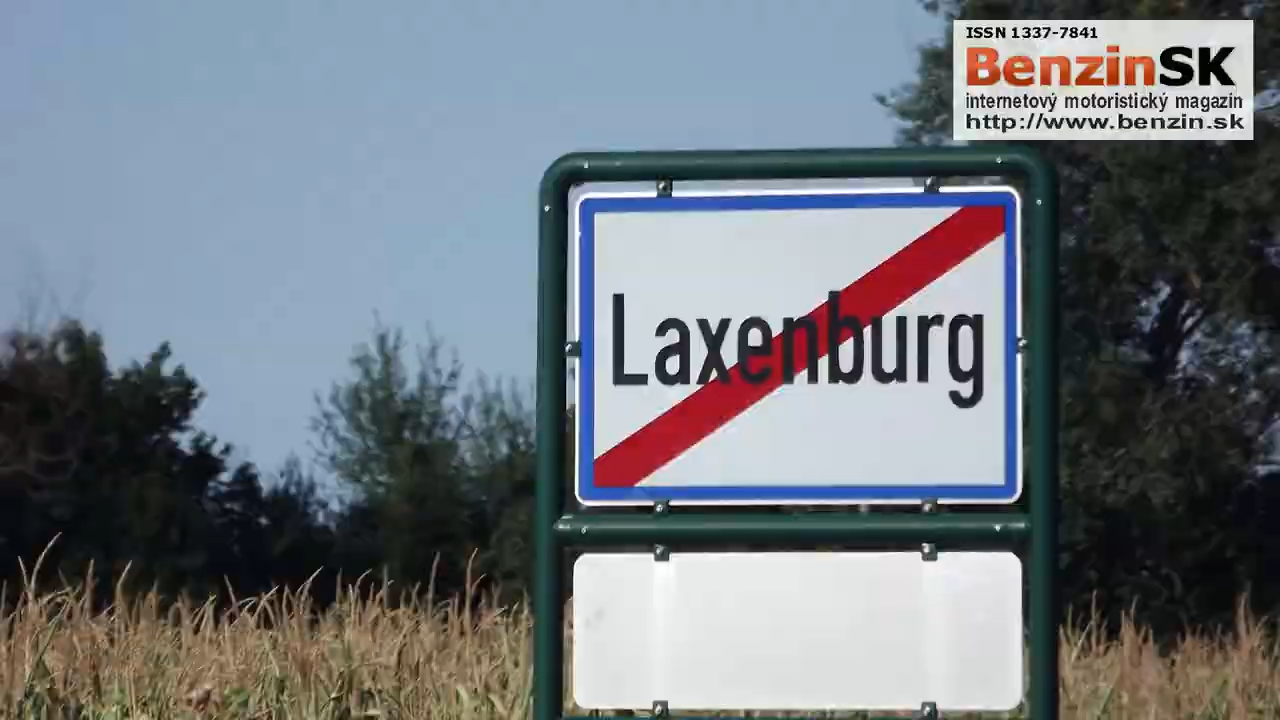 ISSN 1337-7841
BenzinSK
internetový motoristický magazín
http://www.benzin.sk
Laxenburg